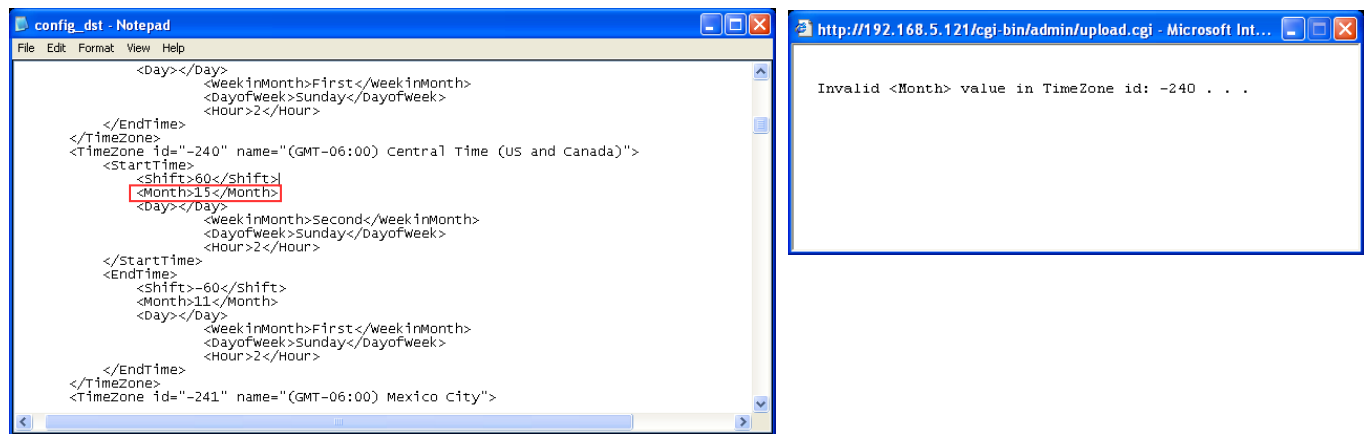 config_dst - Notepad
File Edit Format View Help
<Day></Day>
<WeekinMonth>First</WeekinMonth>
<DayofWeek>Sunday</DayofWeek>
<Hour>2</Hour>
</EndTime>
</TimeZone>
<TimeZone id="-240" name="(GMT-06:00) Central Time (US and Canada)">
<StartTime>
<Shift>60</Shift>
<Month>15</Month>
<Day></Day>
<WeekinMonth>Second</WeekinMonth>
<DayofWeek>Sunday</DayofWeek>
<Hour>2</Hour>
</StartTime>
<EndTime>
<Shift>-60</Shift>
<Month>11</Month>
<Day></Day>
<WeekinMonth>First</WeekinMonth>
<DayofWeek>Sunday</DayofWeek>
<Hour>2</Hour>
</EndTime>
</TimeZone>
<TimeZone id="-241" name="(GMT-06:00) Mexico City">
http://192.168.5.121/cgi-bin/admin/upload.cgi - Microsoft Int...
Invalid <Month> value in TimeZone id: -240 . . .